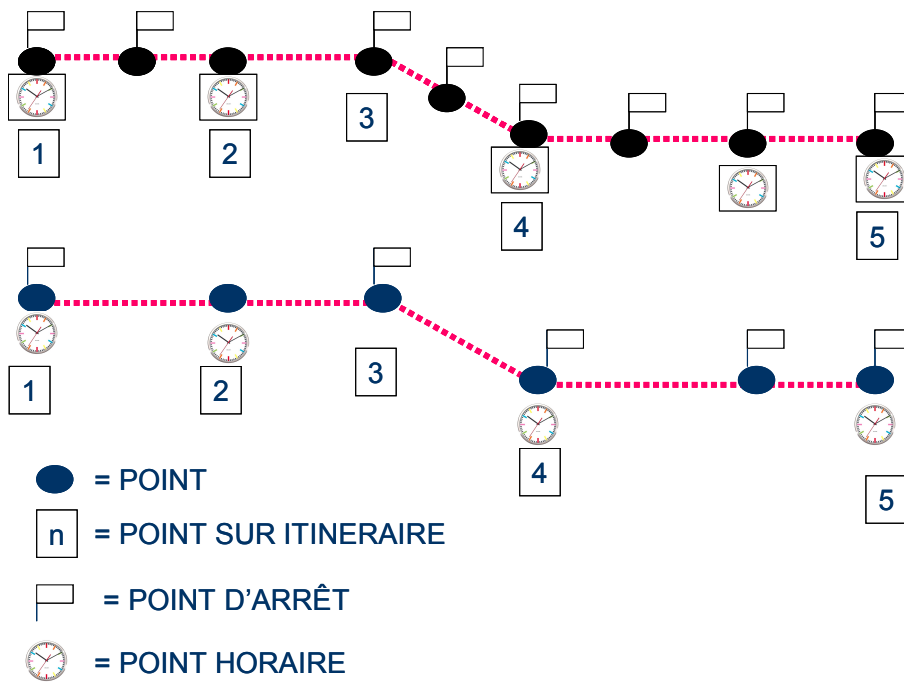 1
2
3
4
5
1
2
3
4
5
= POINT
n = POINT SUR ITINERAIRE
= POINT D’ARRÊT
= POINT HORAIRE